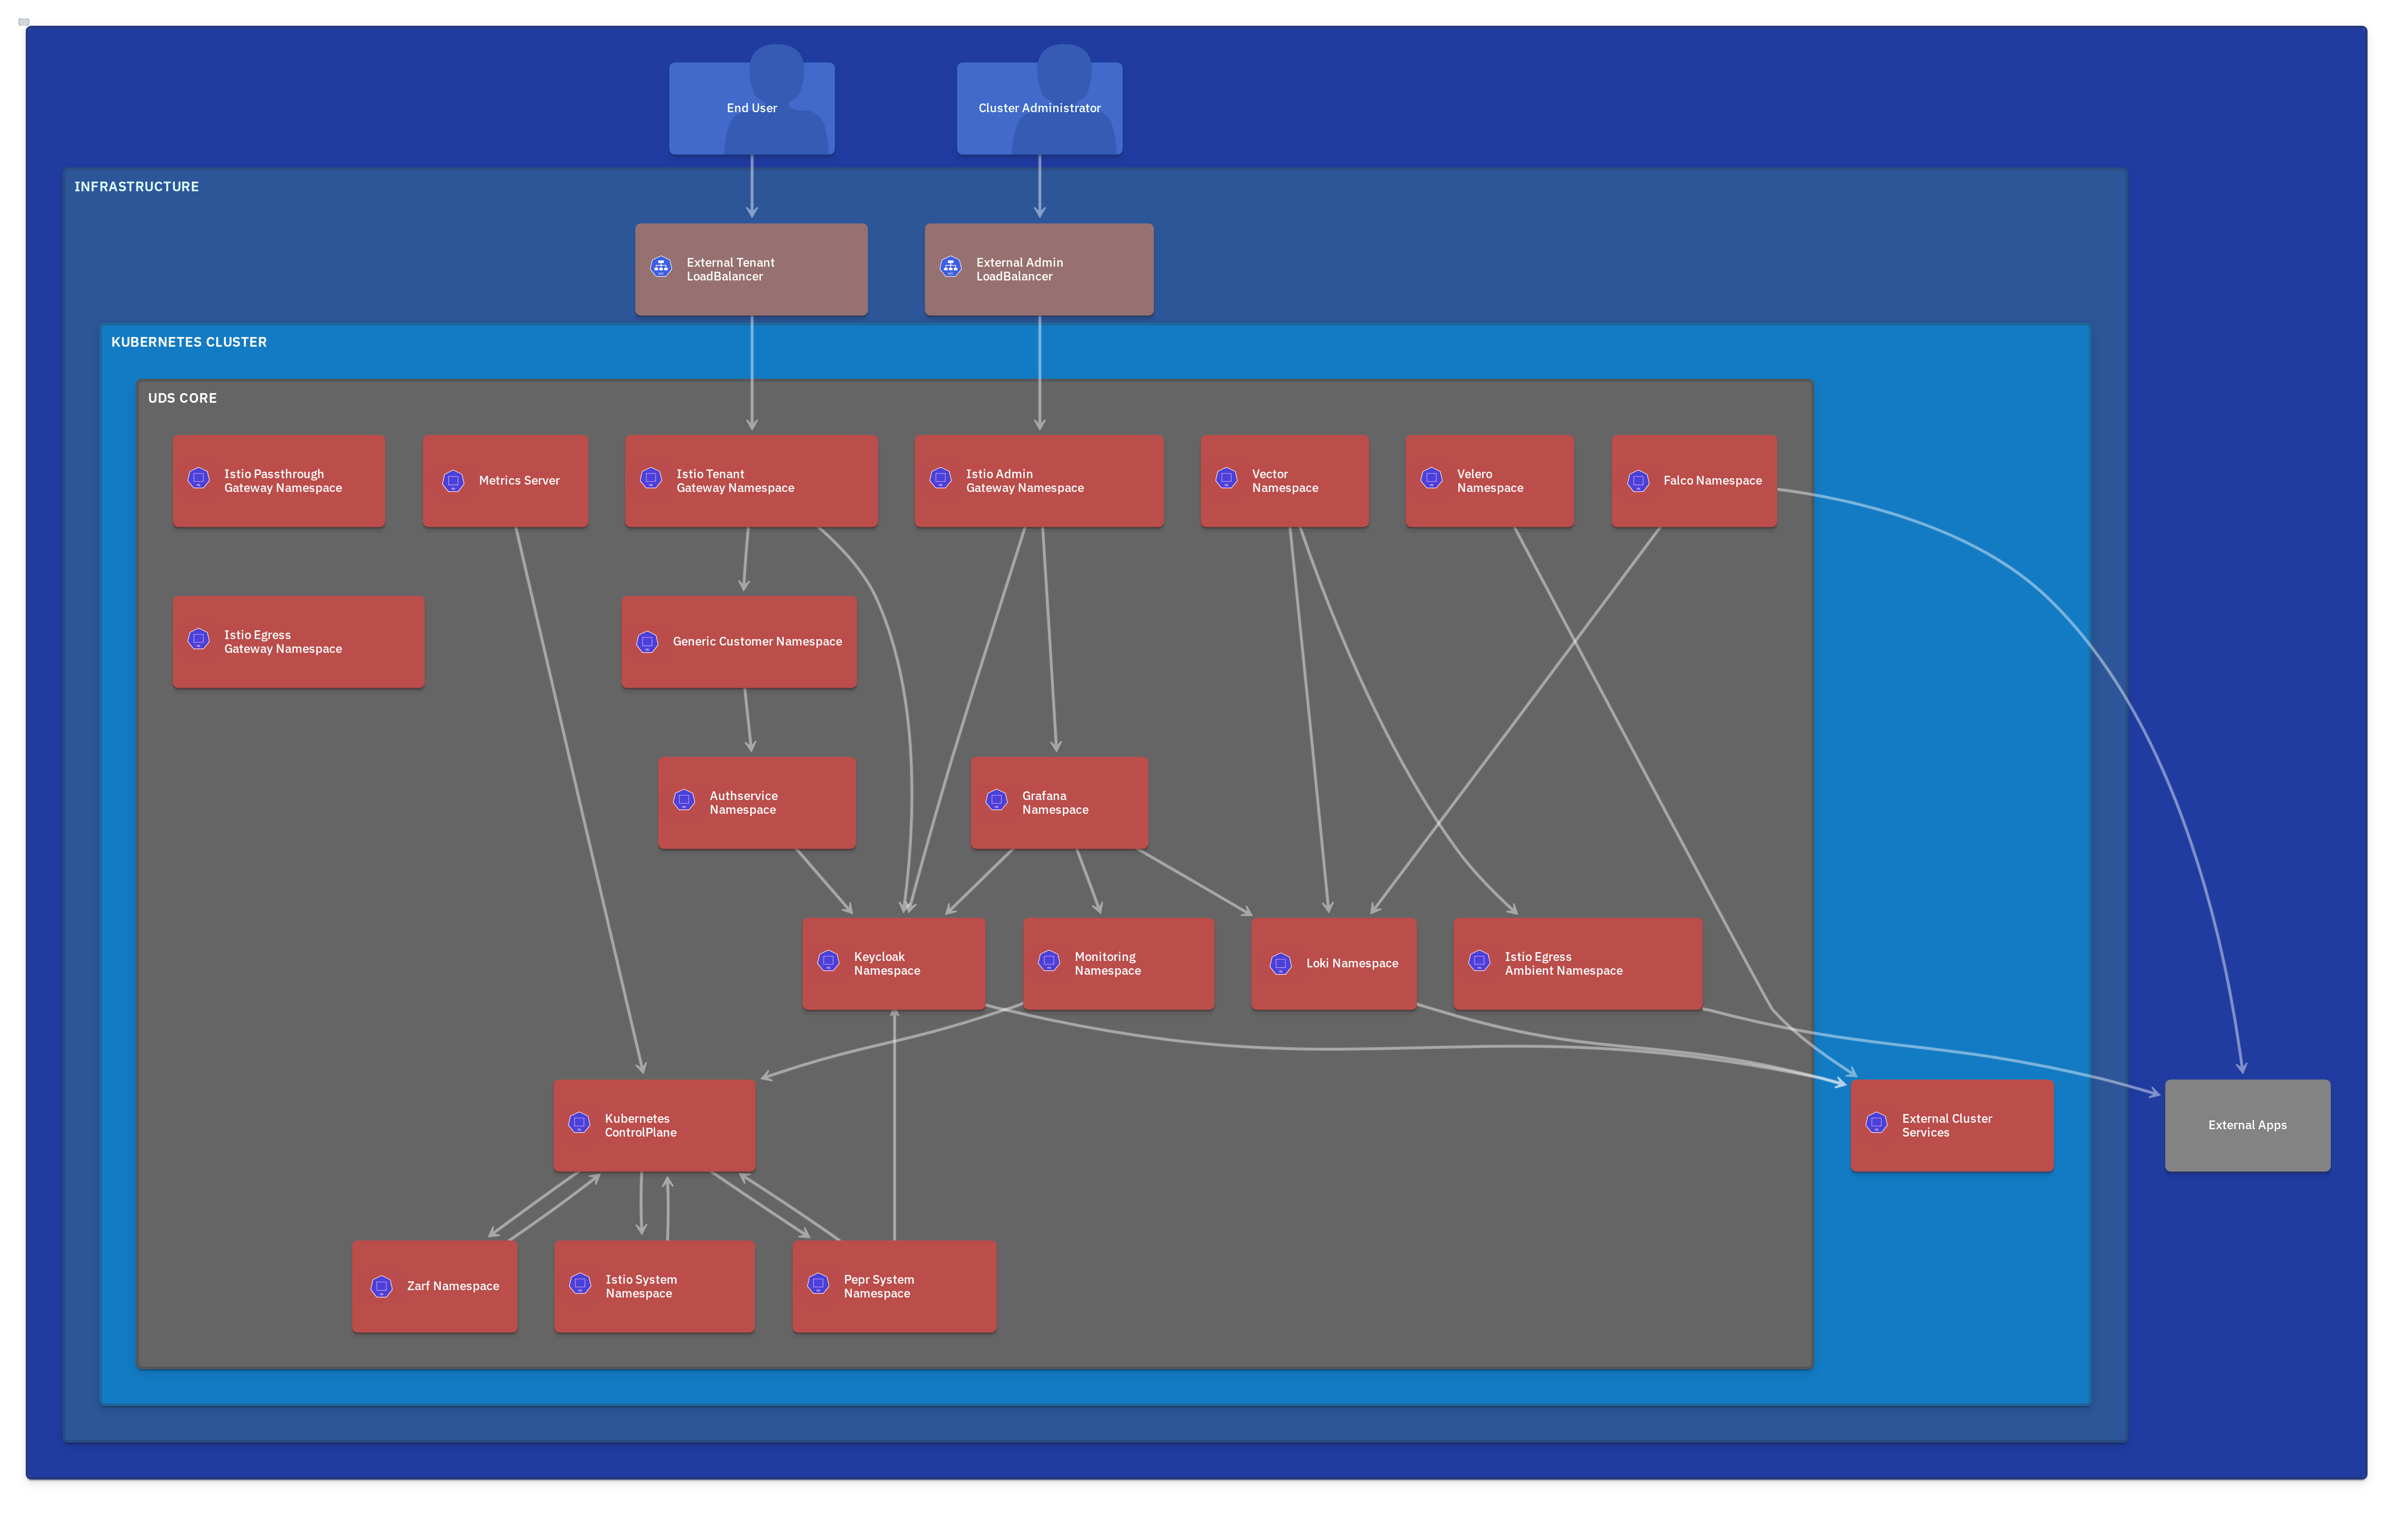 End User
Cluster Administrator
INFRASTRUCTURE
External Tenant
LoadBalancer
External Admin
LoadBalancer
KUBERNETES CLUSTER
UDS CORE
Istio Passthrough
Gateway Namespace
Metrics Server
Istio Tenant
Gateway Namespace
Istio Admin
Gateway Namespace
Vector
Namespace
Velero
Namespace
Falco Namespace
Istio Egress
Gateway Namespace
Generic Customer Namespace
Authservice
Namespace
Grafana
Namespace
Keycloak
Namespace
Monitoring
Namespace
Loki Namespace
Istio Egress
Ambient Namespace
Kubernetes
ControlPlane
External Cluster
Services
External Apps
Zarf Namespace
Istio System
Namespace
Pepr System
Namespace